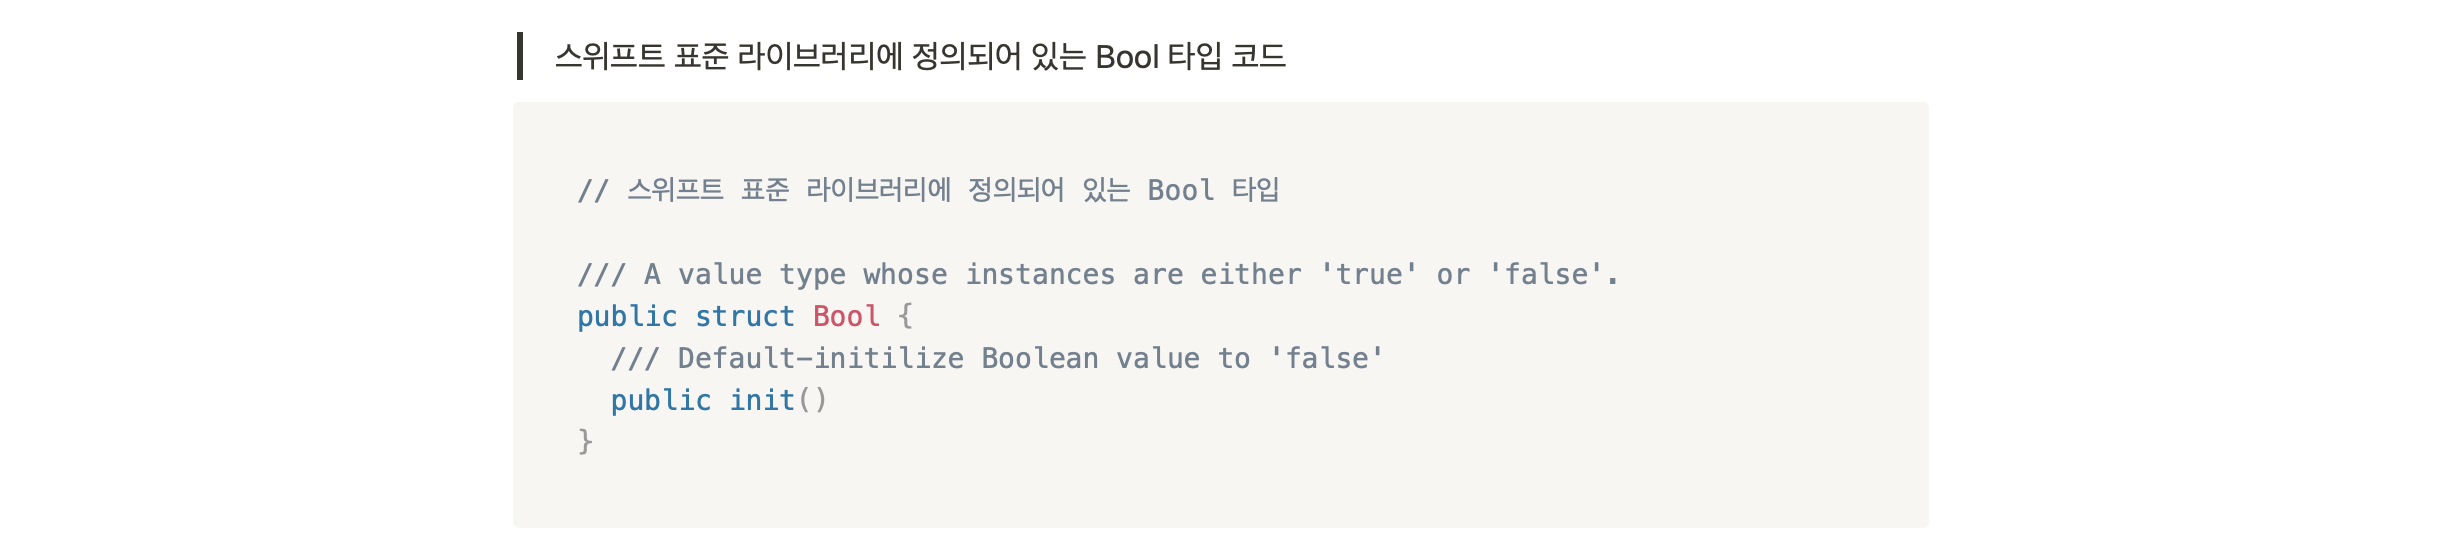 스위프트 표준 라이브러리에 정의되어 있는 Bool 타입 코드
// 스위프트 표준 라이브러리에 정의되어 있는 Bool 타입
/// A value type whose instances are either 'true' or 'false'.
public struct Bool {
/// Default-initilize Boolean value to 'false'
public init()
}